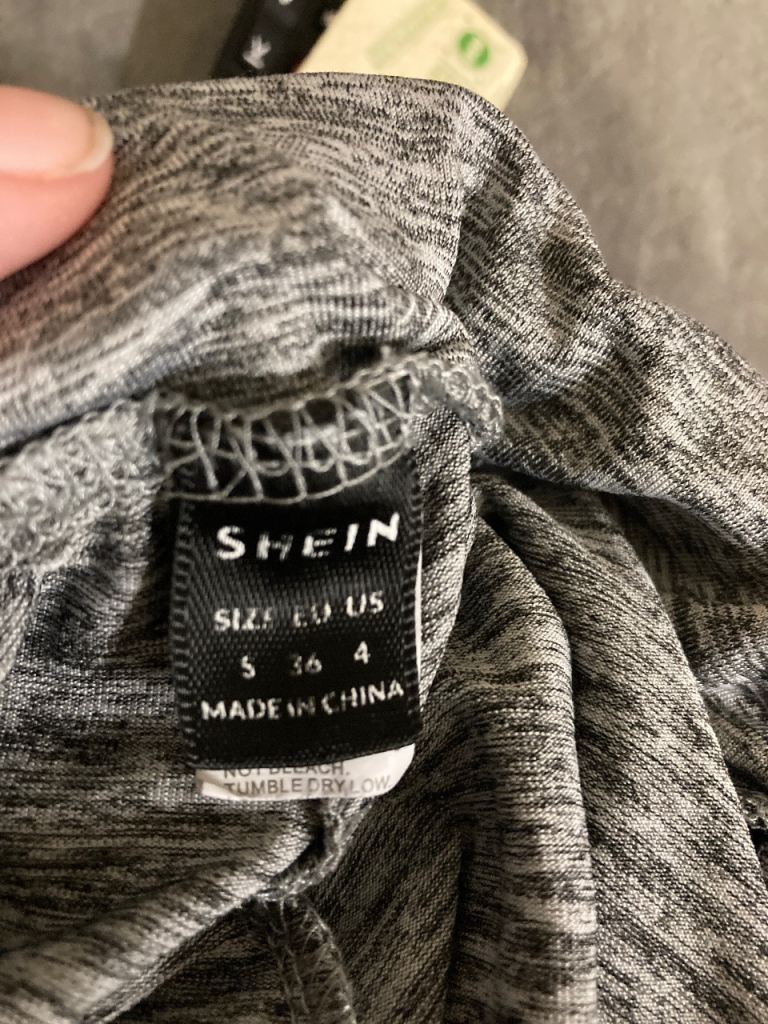 SHEIN
SIZE EU US
S 36 4
MADE IN CHINA
NOT BLEACH.
TUMBLE DRY LOW